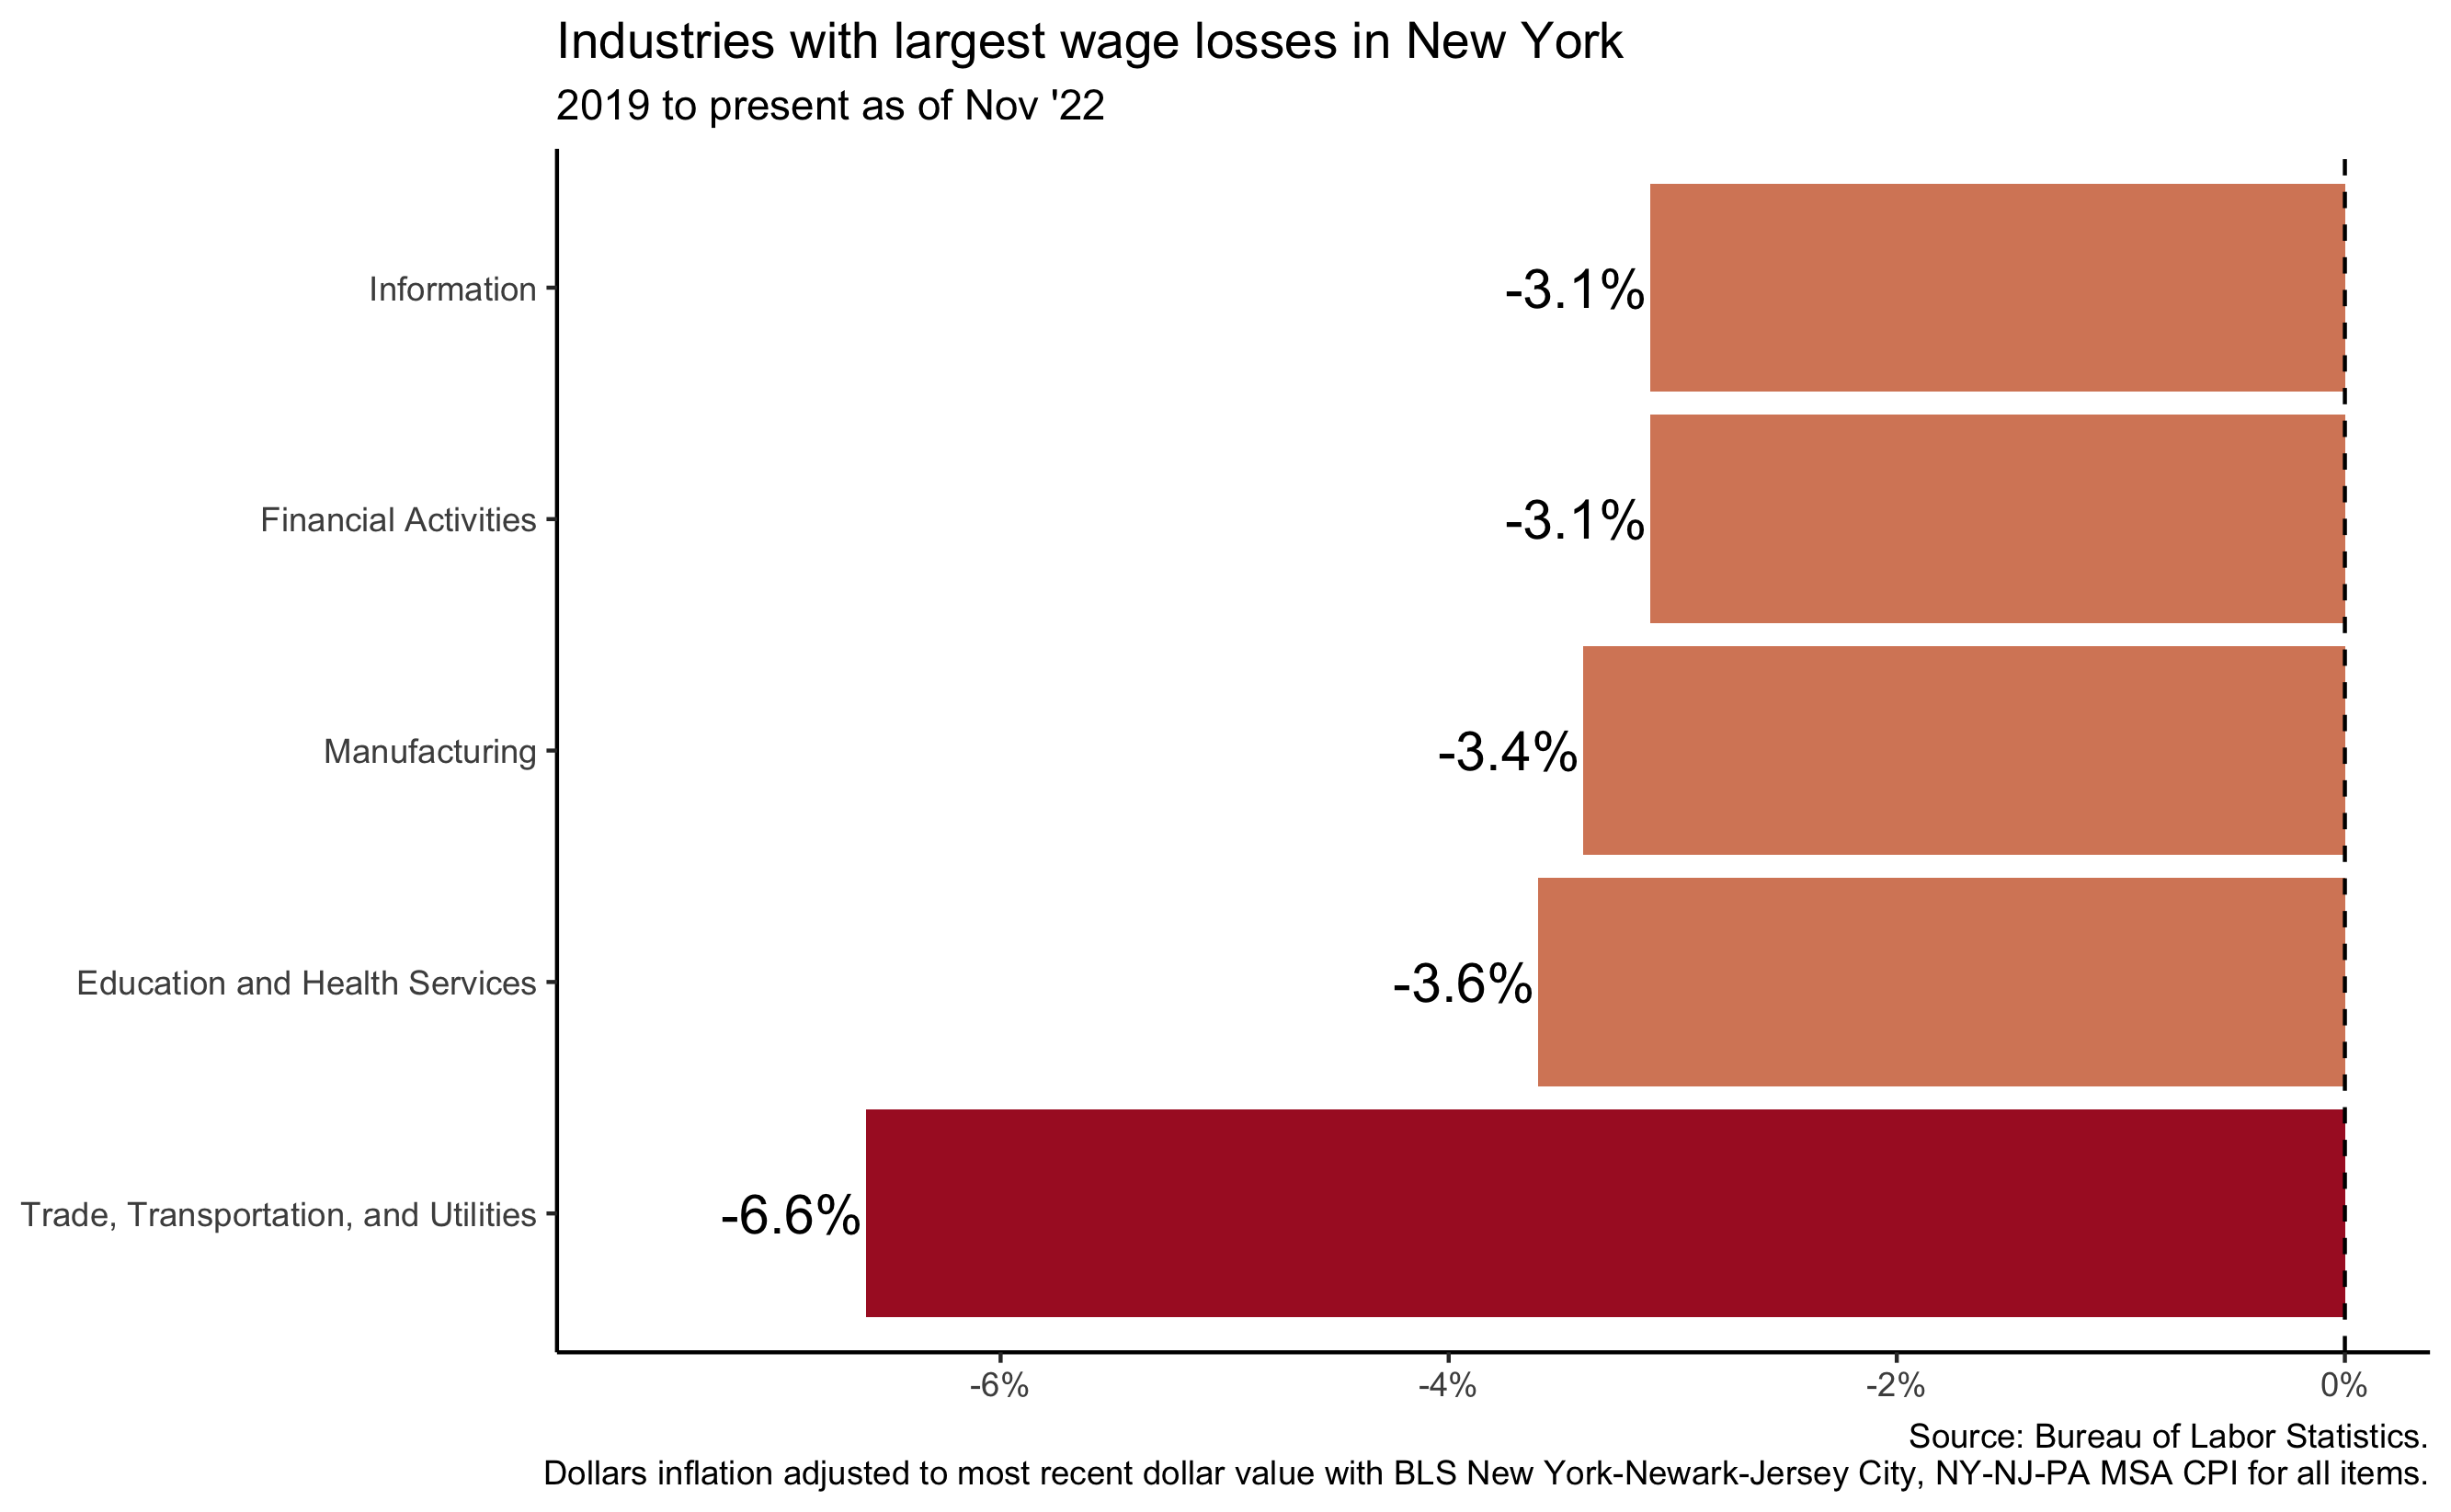 Industries with largest wage losses in New York
2019 to present as of Nov '22
Information
-3.1%
Financial Activities
-3.1%
Manufacturing
-3.4%
Education and Health Services
-3.6%
Trade, Transportation, and Utilities
-6.6%
-6%
-4%
-2%
0%
Source: Bureau of Labor Statistics.
Dollars inflation adjusted to most recent dollar value with BLS New York-Newark-Jersey City, NY-NJ-PA MSA CPI for all items.